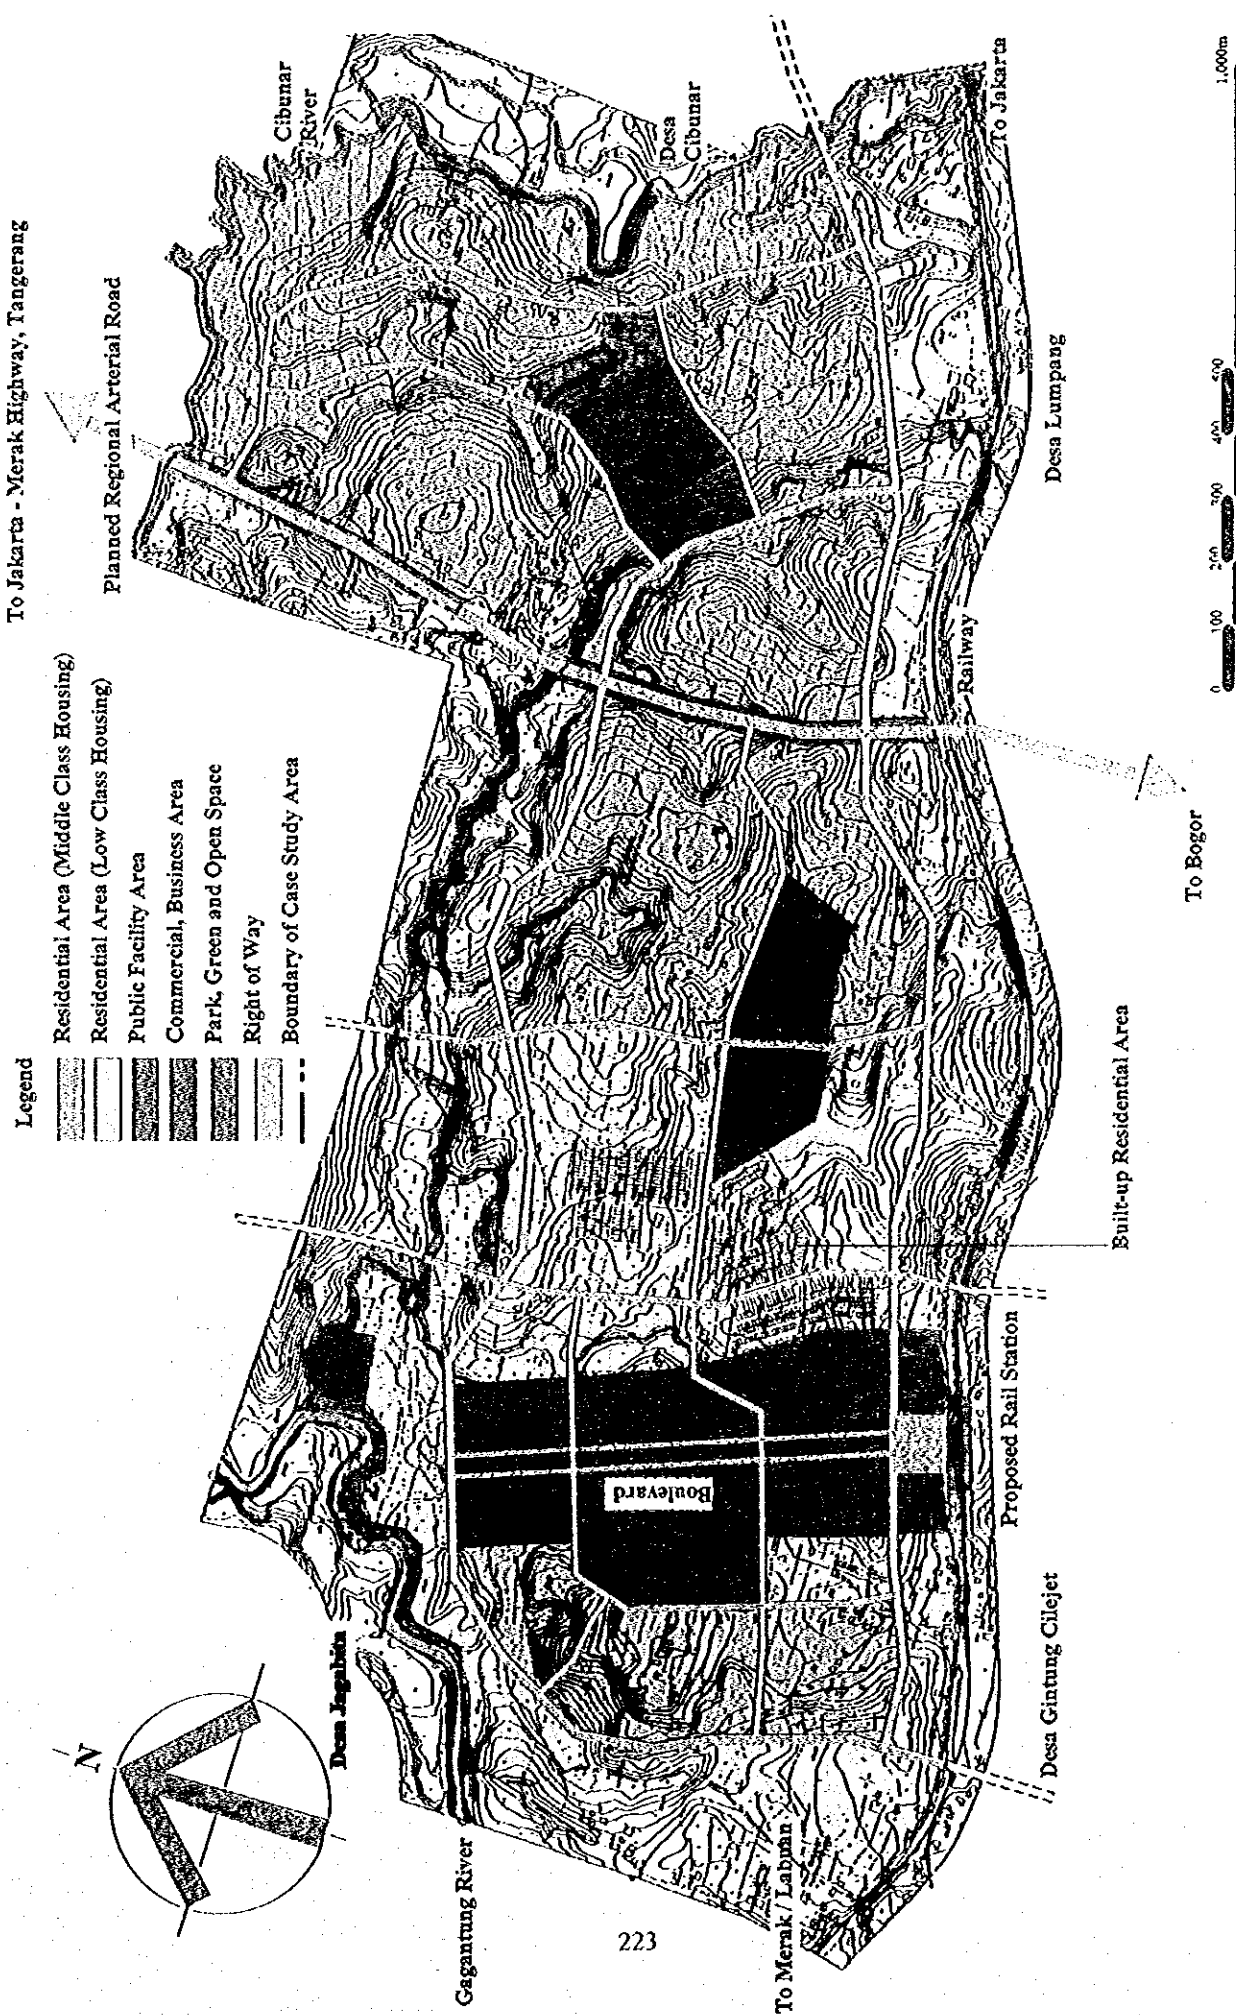 To Jakarta - Merak Highway, Tangerang
Planned Regional Arterial Road
Cibunar
River
Desa
Cibunar
To Jakarta
Legend
Residential Area (Middle Class Housing)
Residential Area (Low Class Housing)
Public Facility Area
Commercial, Business Area
Park, Green and Open Space
Right of Way
Boundary of Case Study Area
N
Desa Jagabita
Gagantung River
Boulevard
To Merak / Labuan
Desa Gintung Cilejet
Proposed Rail Station
Built-up Residential Area
To Bogor
Railway
Desa Lumpang
0 100 200 300 400 500 1,000m
223